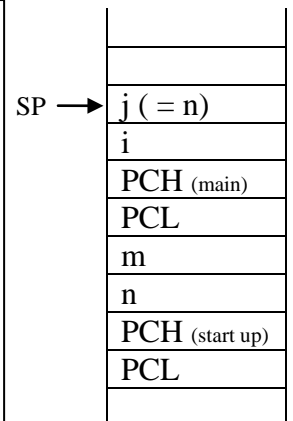 SP j ( = n)
i
PCH (main)
PCL
m
n
PCH (start up)
PCL